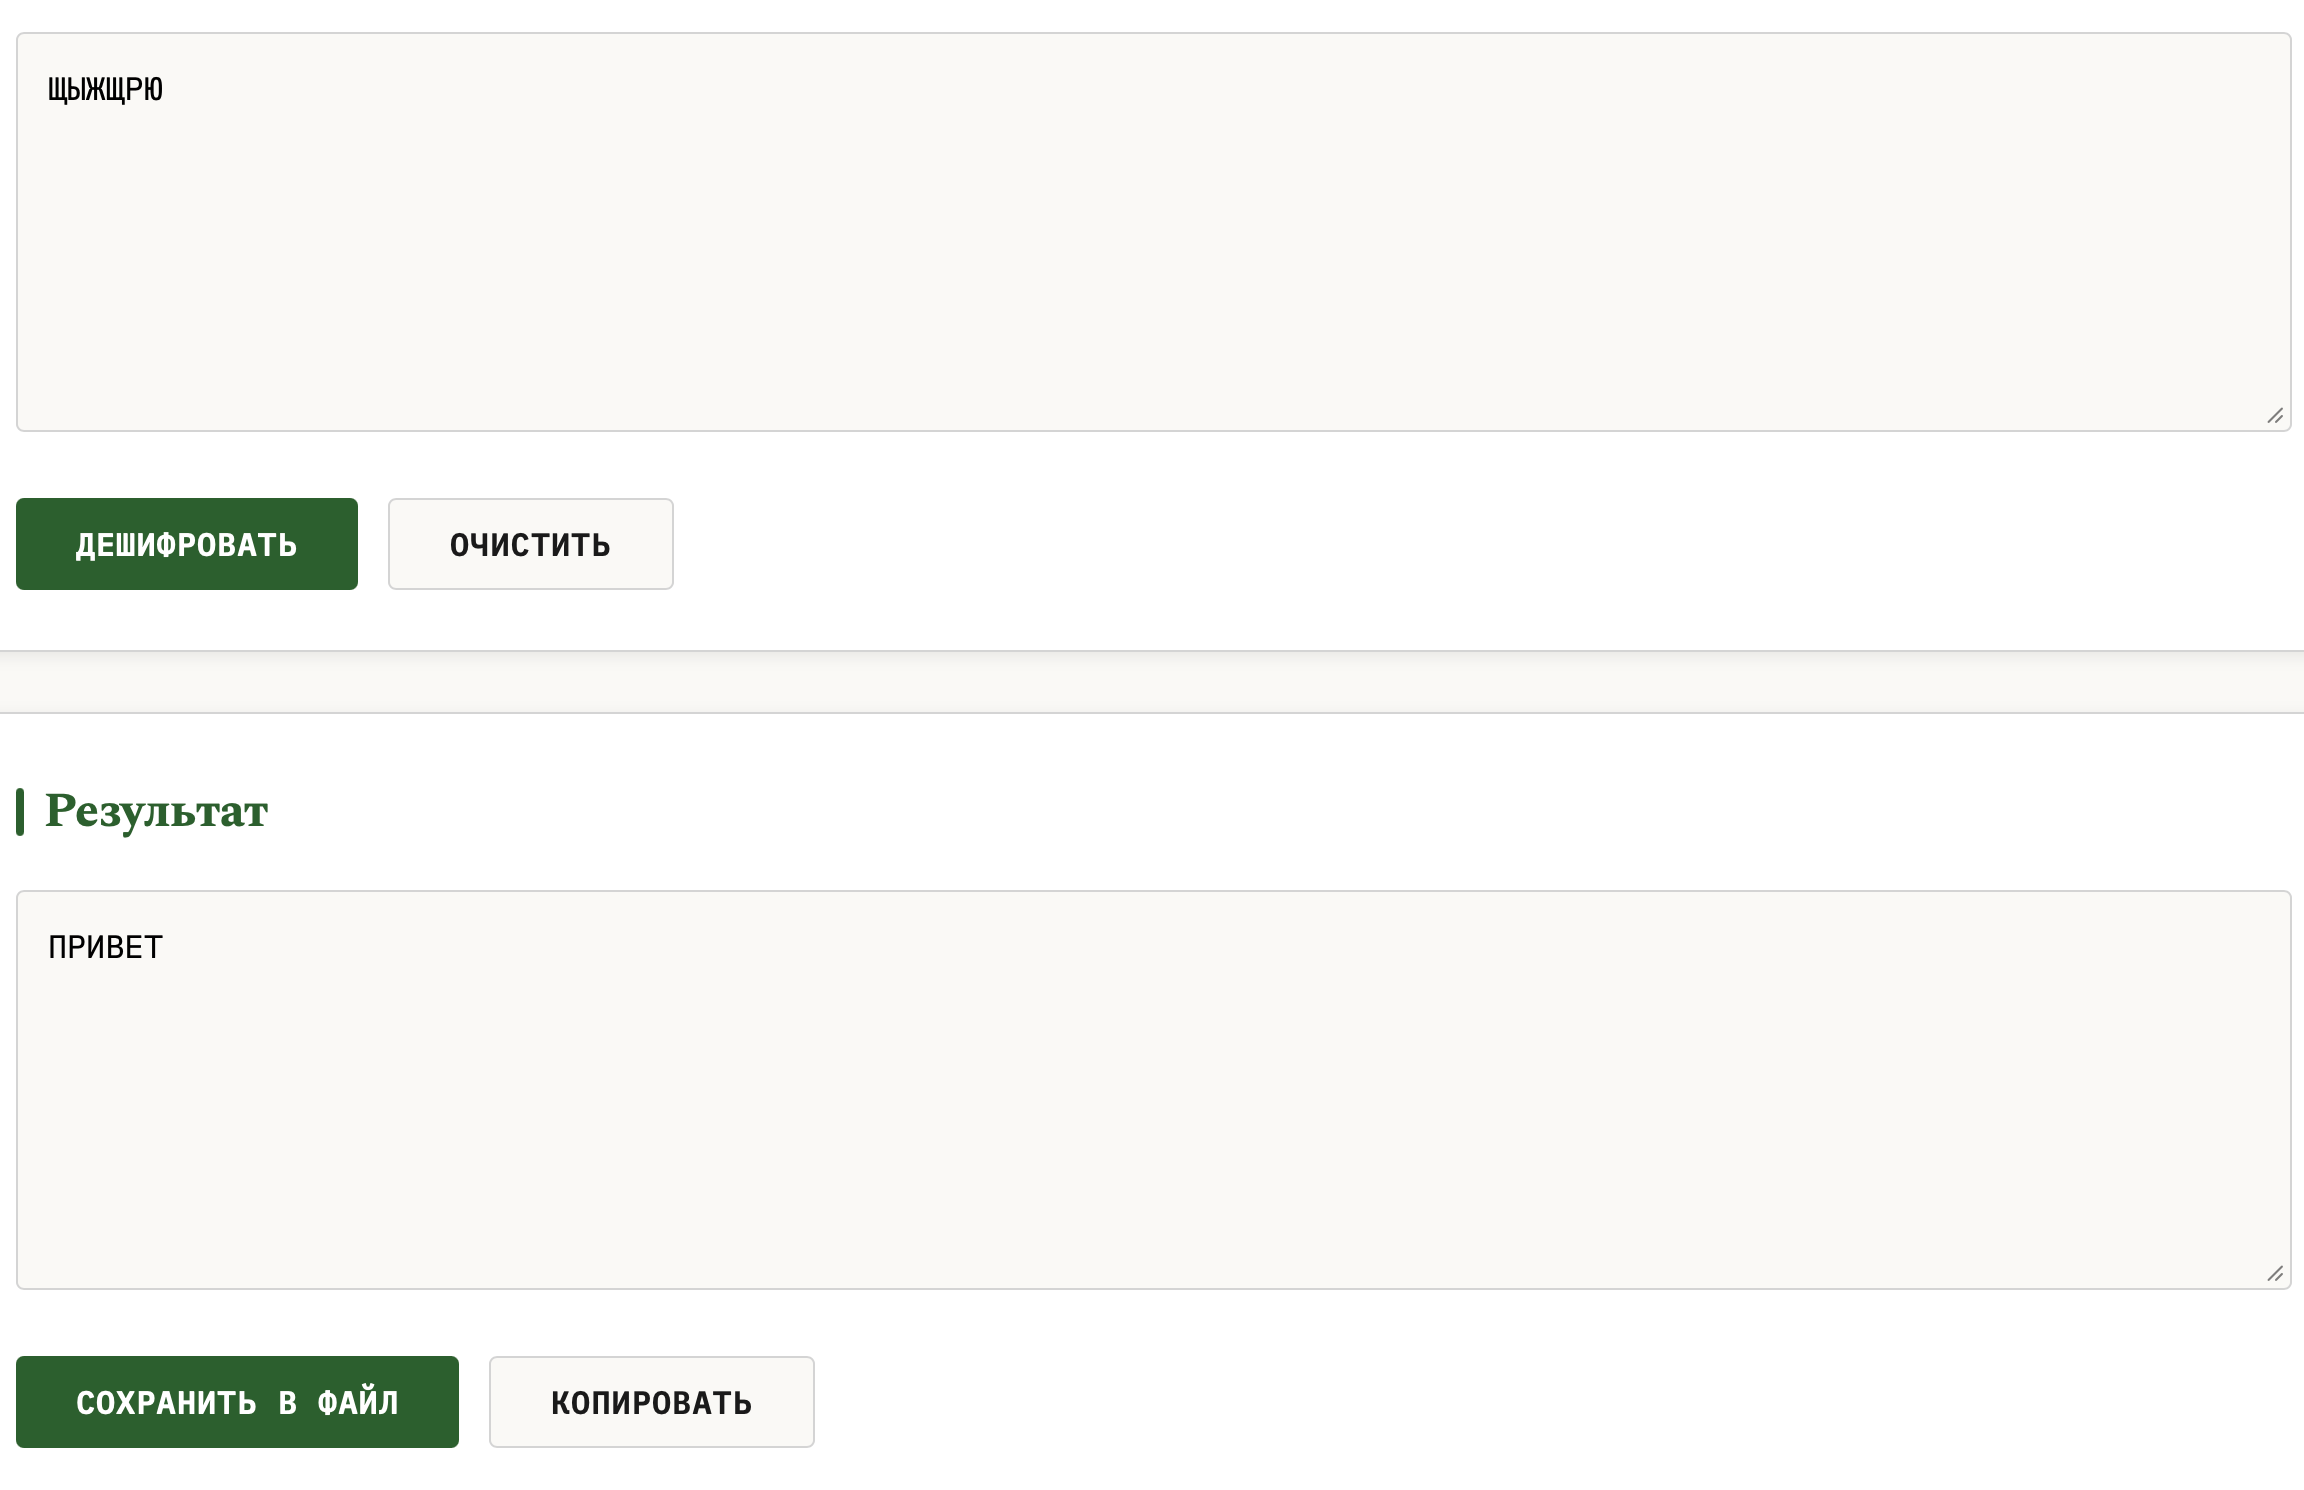 ЩЫЖЩРЮ
ДЕШИФРОВАТЬ ОЧИСТИТЬ
Результат
ПРИВЕТ
СОХРАНИТЬ В ФАЙЛ КОПИРОВАТЬ